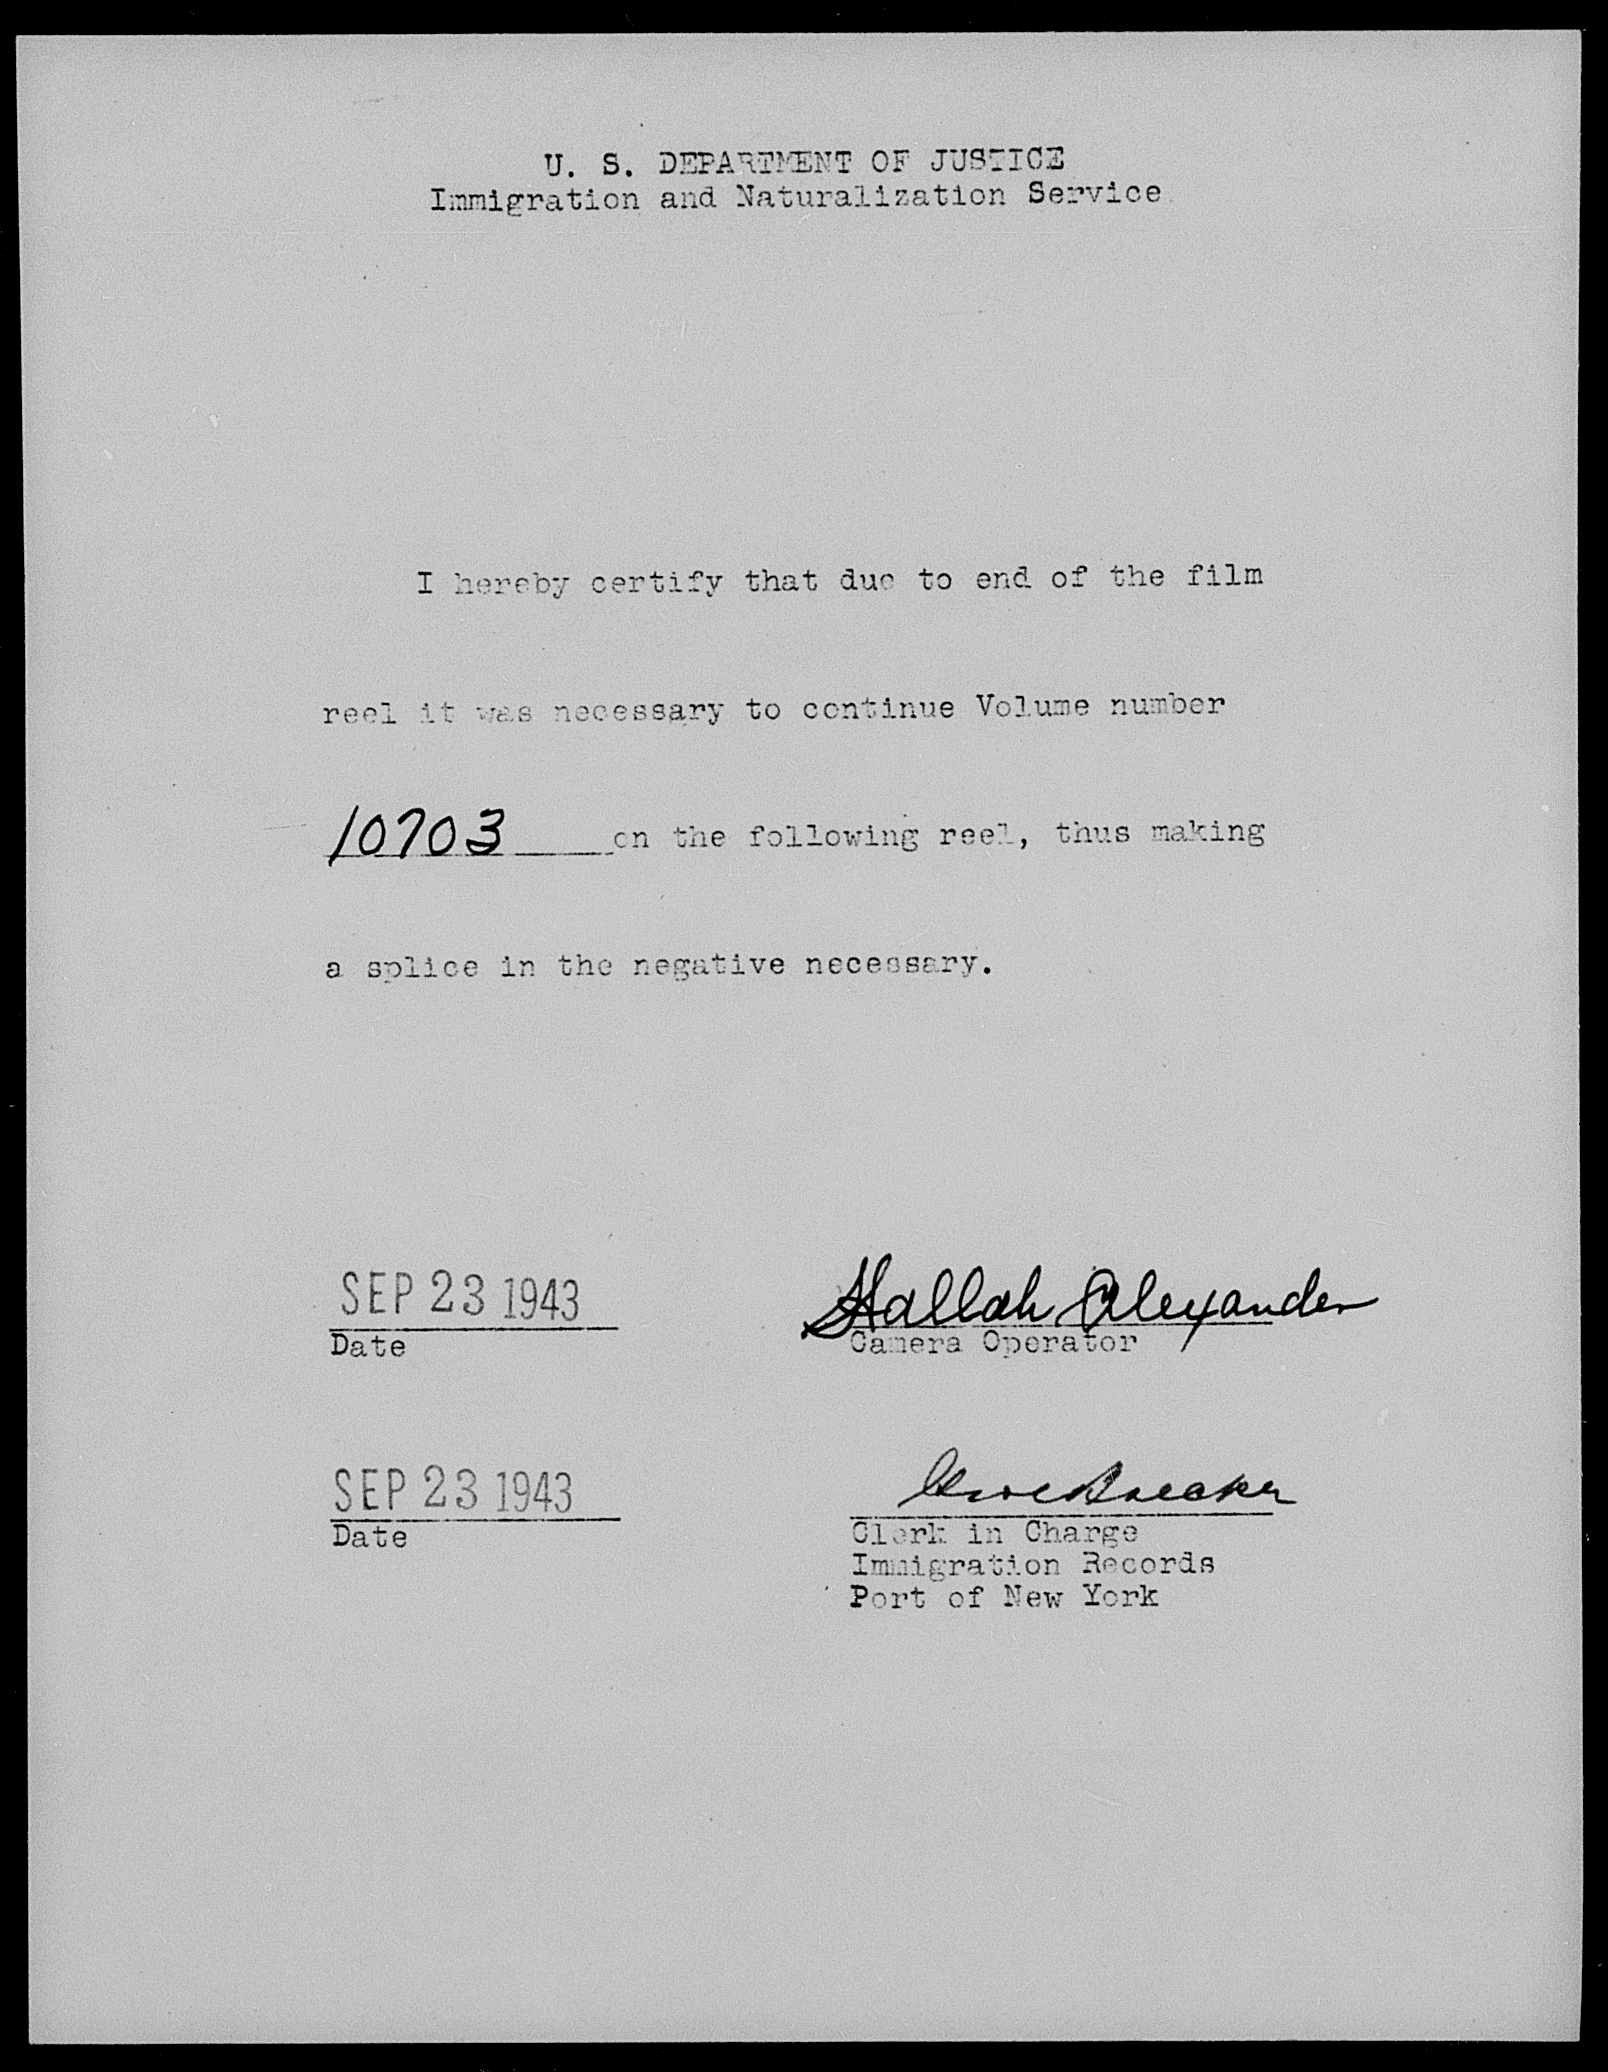 U. S. DEPARTMENT OF JUSTICE
Immigration and Naturalization Service
I hereby certify that due to end of the film
reel it was necessary to continue Volume number
10703 on the following reel, thus making
a splice in the negative necessary.
SEP 23 1943
Date
Hallah Alexander
Camera Operator
SEP 23 1943
Date
Clerk in Charge
Immigration Records
Port of New York